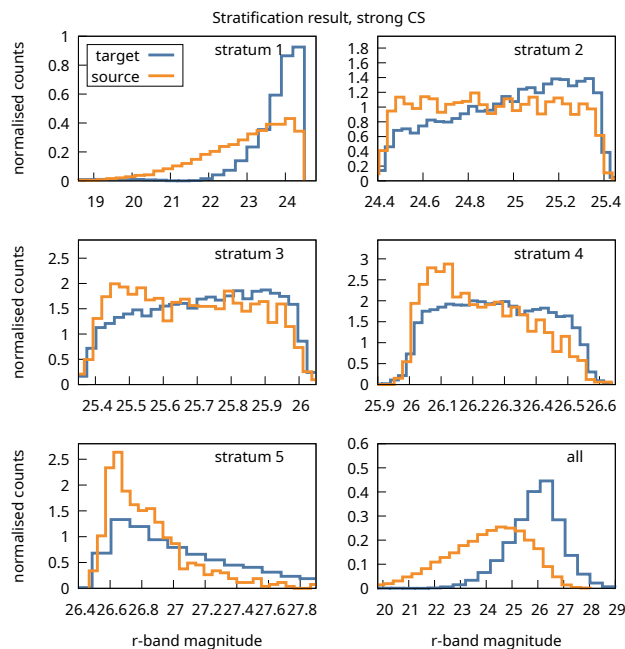 Stratification result, strong CS
normalised counts
1
0.8
0.6
0.4
0.2
0
target
source
stratum 1
19 20 21 22 23 24
1.8
1.4
1.2
1.0
0.8
0.6
0.2
0
stratum 2
24.4 24.6 24.8 25 25.2 25.4
normalised counts
2.5
2
1.5
1
0.5
0
stratum 3
25.4 25.5 25.6 25.7 25.8 25.9 26
3
2.5
2
1.5
1
0.5
0
stratum 4
25.9 26 26.1 26.2 26.3 26.4 26.5 26.6
normalised counts
2.5
2
1.5
1
0.5
0
stratum 5
26.4 26.6 26.8 27 27.2 27.4 27.6 27.8
r-band magnitude
0.6
0.5
0.4
0.3
0.2
0.1
0
all
20 21 22 23 24 25 26 27 28 29
r-band magnitude